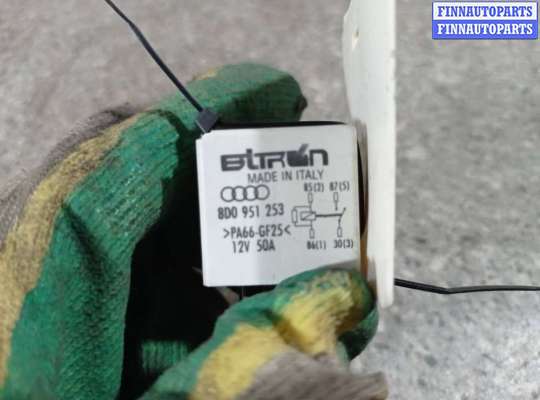 FINNAUTOPARTS
FINNAUTOPARTS
BiTRON
MADE IN ITALY
85(2) 87(5)
8D0 951 253
>PA66-GF25<
12V 50A
86(1) 30(3)